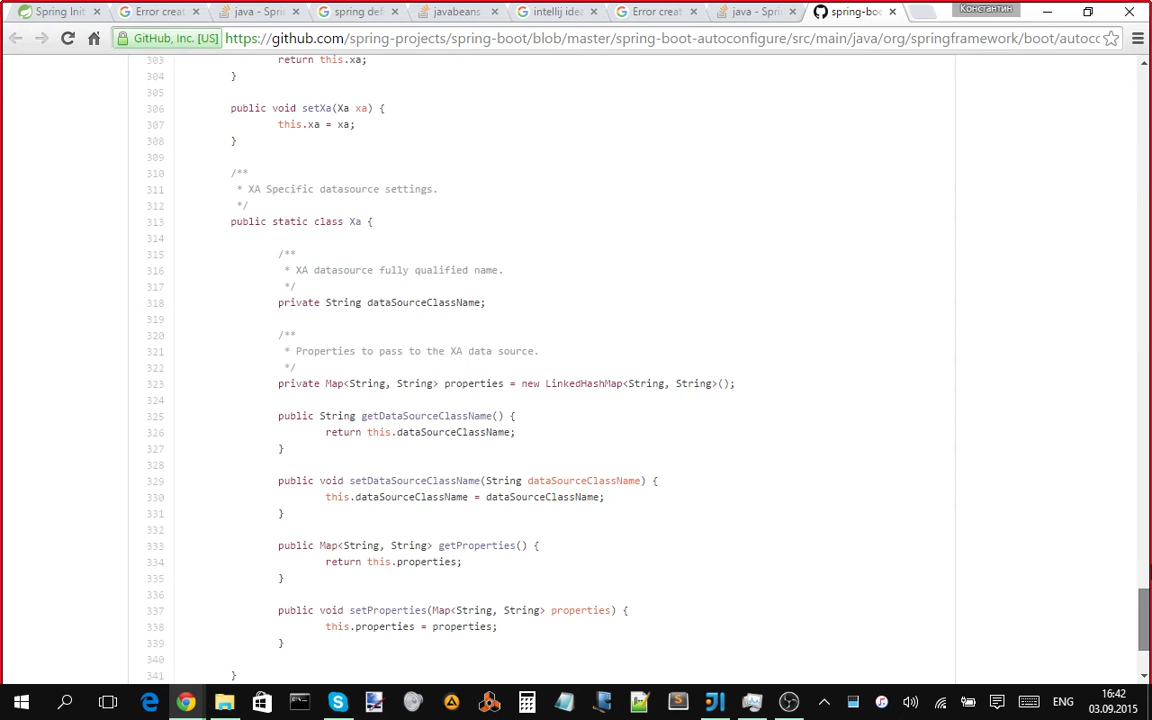 Spring Init
Error creat
java - Spri
spring def
javabeans
intellij ide
Error creat
java - Sprin
spring-bo
Константин
GitHub, Inc. [US]
https://github.com/spring-projects/spring-boot/blob/master/spring-boot-autoconfigure/src/main/java/org/springframework/boot/autocc
303 return this.xa;
304 }
305
306 public void setXa(Xa xa) {
307 this.xa = xa;
308 }
309
310 /**
311 * XA Specific datasource settings.
312 */
313 public static class Xa {
314
315 /**
316 * XA datasource fully qualified name.
317 */
318 private String dataSourceClassName;
319
320 /**
321 * Properties to pass to the XA data source.
322 */
323 private Map<String, String> properties = new LinkedHashMap<String, String>();
324
325 public String getDataSourceClassName() {
326 return this.dataSourceClassName;
327 }
328
329 public void setDataSourceClassName(String dataSourceClassName) {
330 this.dataSourceClassName = dataSourceClassName;
331 }
332
333 public Map<String, String> getProperties() {
334 return this.properties;
335 }
336
337 public void setProperties(Map<String, String> properties) {
338 this.properties = properties;
339 }
340
341 }
ENG
16:42
03.09.2015